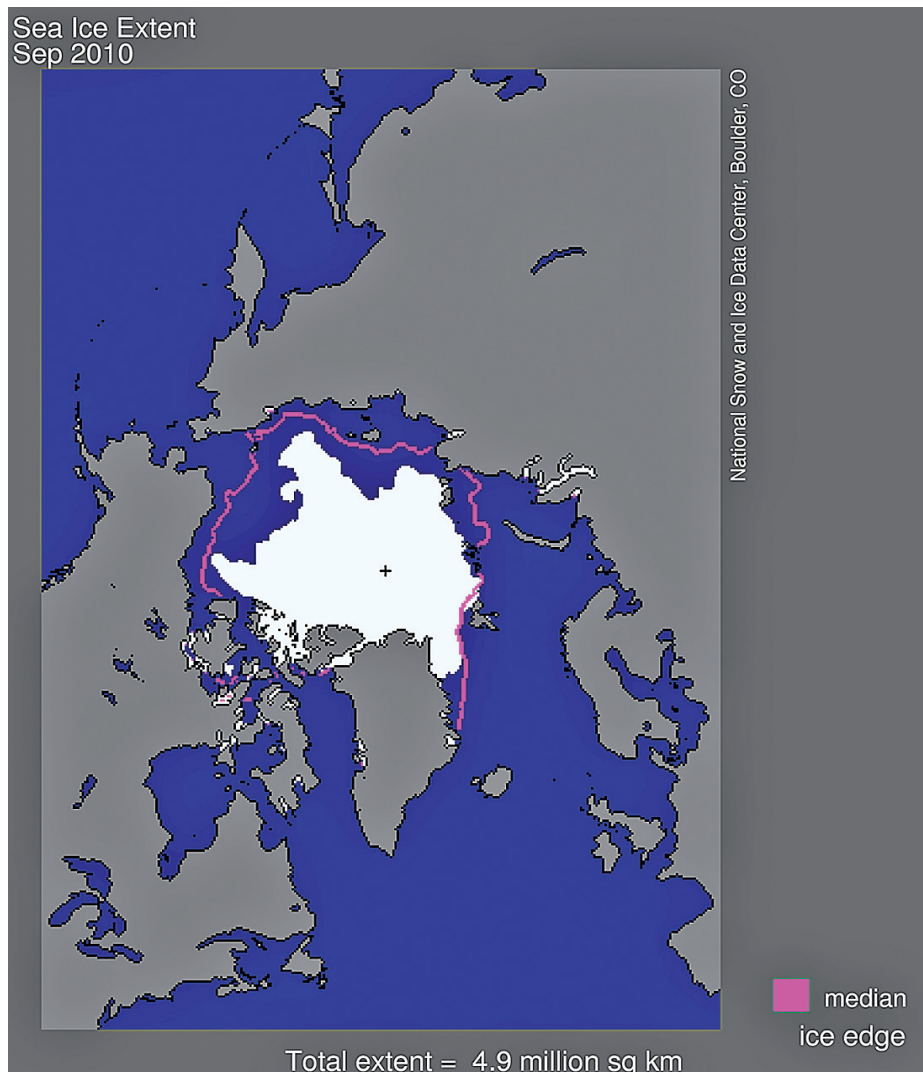 Sea Ice Extent
Sep 2010
National Snow and Ice Data Center, Boulder, CO
median
ice edge
Total extent = 4.9 million sq km